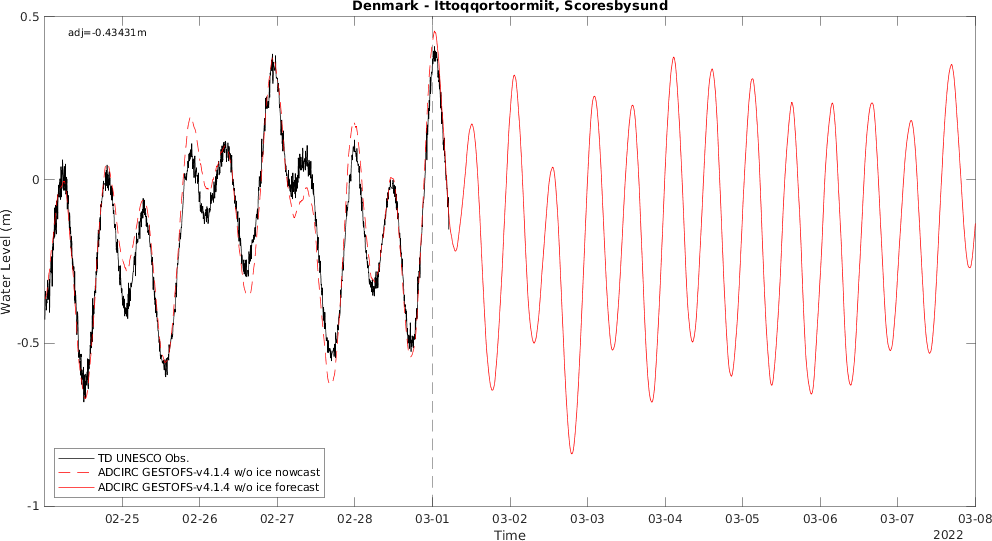 Denmark - Ittoqqortoormiit, Scoresbysund
adj=-0.43431m
0.5
0
-0.5
-1
Water Level (m)
TD UNESCO Obs.
ADCIRC GESTOFS-v4.1.4 w/o ice nowcast
ADCIRC GESTOFS-v4.1.4 w/o ice forecast
02-25 02-26 02-27 02-28 03-01 03-02 03-03 03-04 03-05 03-06 03-07 03-08
Time
2022